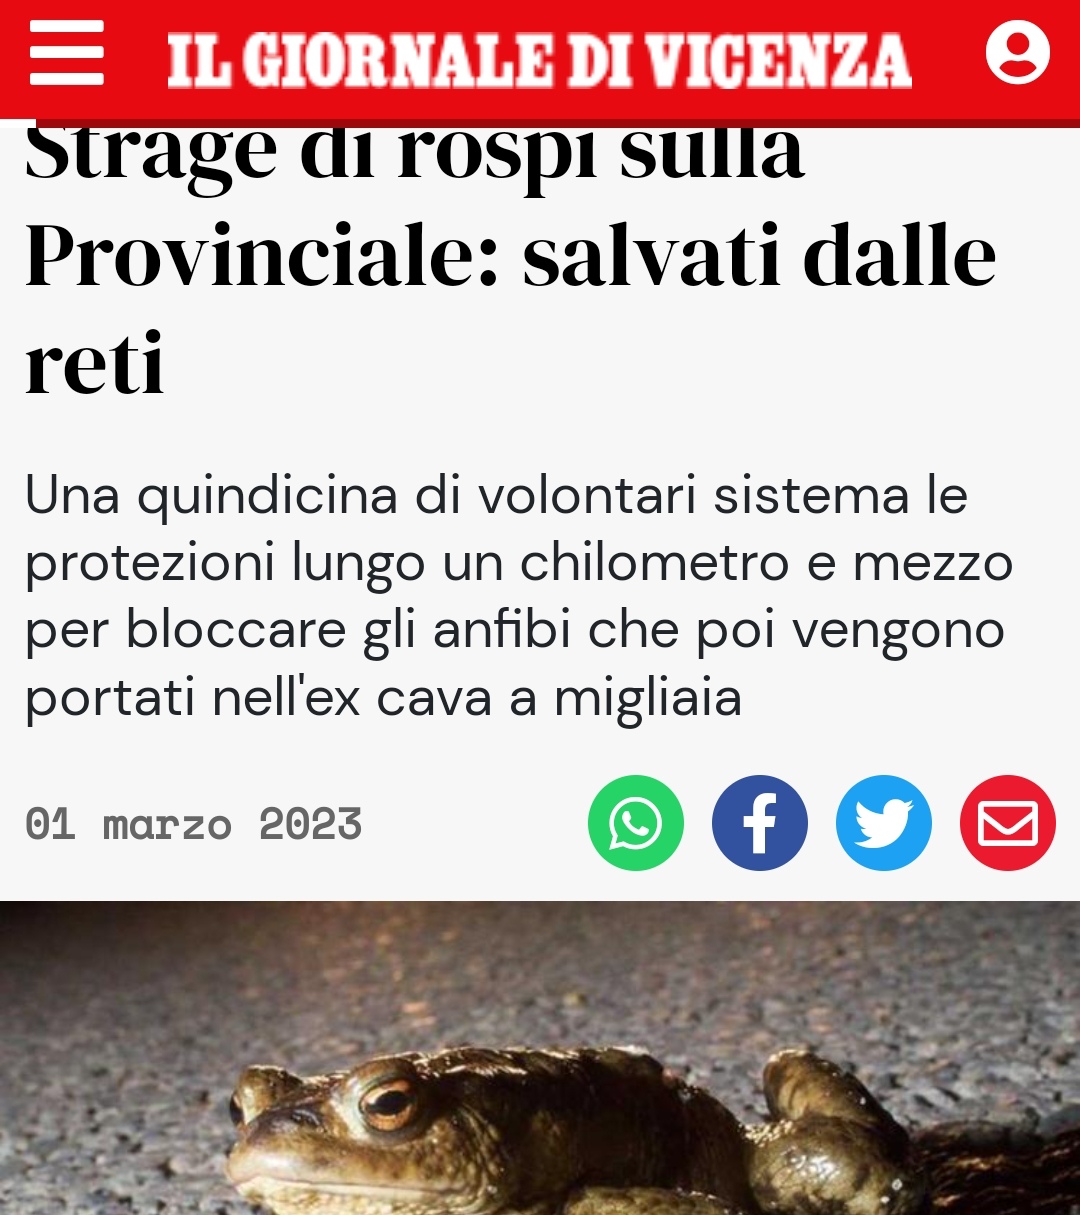 IL GIORNALE DI VICENZA
Strage di rospi sulla
Provinciale: salvati dalle
reti
Una quindicina di volontari sistema le
protezioni lungo un chilometro e mezzo
per bloccare gli anfibi che poi vengono
portati nell'ex cava a migliaia
01 marzo 2023